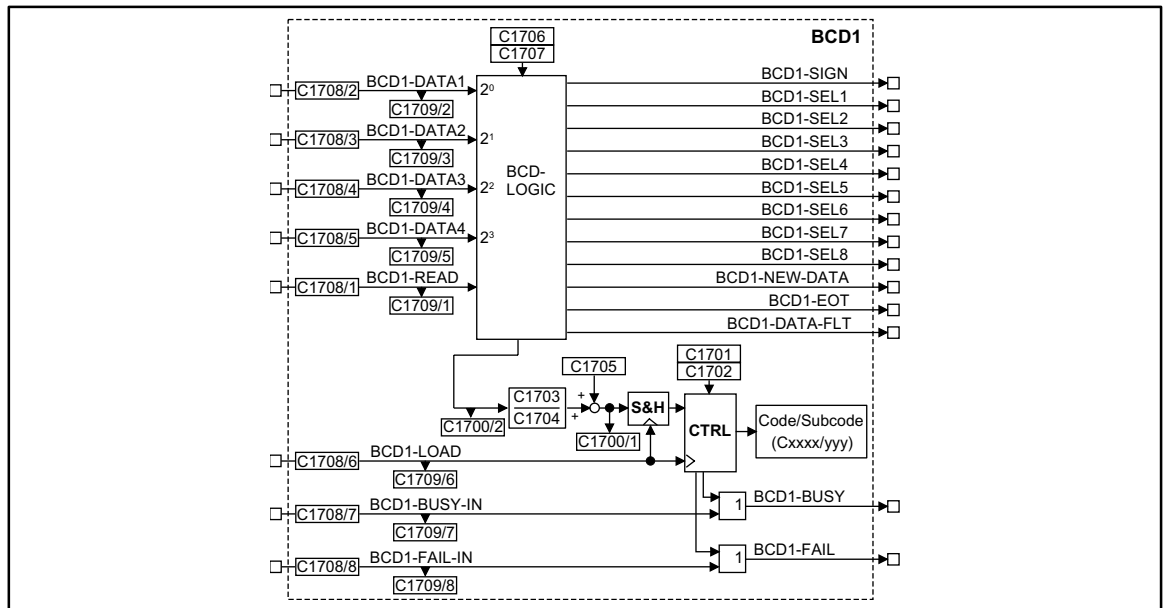 BCD1
C1706
C1707
BCD1-SIGN
C1708/2 BCD1-DATA1 2⁰
C1709/2
BCD1-SEL1
BCD1-SEL2
C1708/3 BCD1-DATA2 2¹
C1709/3
BCD1-SEL3
BCD-
LOGIC
BCD1-SEL4
C1708/4 BCD1-DATA3 2²
C1709/4
BCD1-SEL5
BCD1-SEL6
C1708/5 BCD1-DATA4 2³
C1709/5
BCD1-SEL7
BCD1-SEL8
C1708/1 BCD1-READ
C1709/1
BCD1-NEW-DATA
BCD1-EOT
BCD1-DATA-FLT
C1705
C1701
C1702
C1703
C1704
+
+
C1700/2
C1700/1
S&H
CTRL
Code/Subcode
(Cxxxx/yyy)
C1708/6 BCD1-LOAD
C1709/6
C1708/7 BCD1-BUSY-IN
C1709/7
1 BCD1-BUSY
C1708/8 BCD1-FAIL-IN
C1709/8
1 BCD1-FAIL